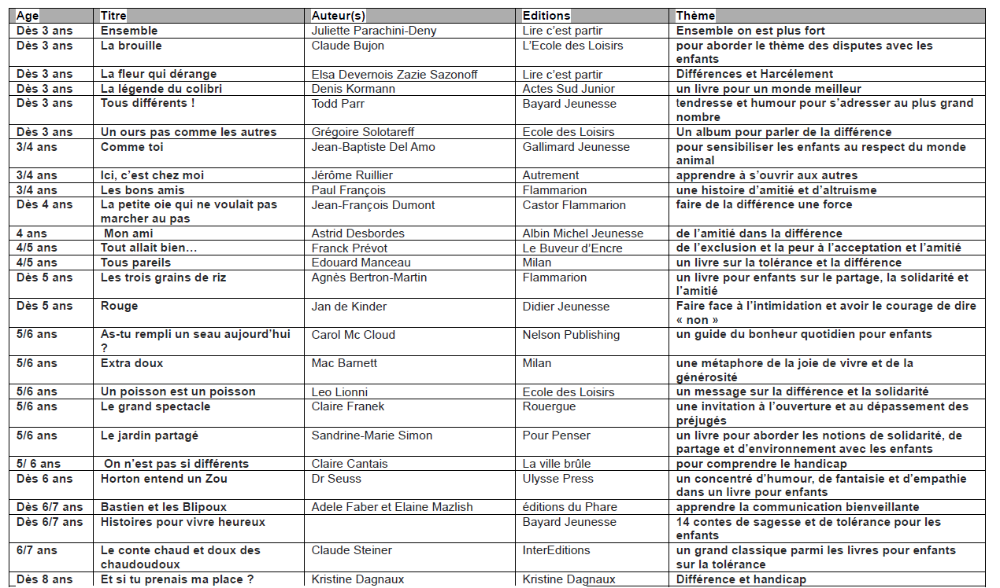 Age Titre Auteur(s) Editions Thème
Dès 3 ans Ensemble Juliette Parachini-Deny Lire c’est partir Ensemble on est plus fort
Dès 3 ans La brouille Claude Bujon L’Ecole des Loisirs pour aborder le thème des disputes avec les
enfants
Dès 3 ans La fleur qui dérange Elsa Devernois Zazie Sazonoff Lire c’est partir Différences et Harcélement
Dès 3 ans La légende du colibri Denis Kormann Actes Sud Junior un livre pour un monde meilleur
Dès 3 ans Tous différents ! Todd Parr Bayard Jeunesse tendresse et humour pour s’adresser au plus grand
nombre
Dès 3 ans Un ours pas comme les autres Grégoire Solotareff Ecole des Loisirs Un album pour parler de la différence
3/4 ans Comme toi Jean-Baptiste Del Amo Gallimard Jeunesse pour sensibiliser les enfants au respect du monde
animal
3/4 ans Ici, c’est chez moi Jérôme Ruillier Autrement apprendre à s’ouvrir aux autres
3/4 ans Les bons amis Paul François Flammarion une histoire d’amitié et d’altruisme
Dès 4 ans La petite oie qui ne voulait pas Jean-François Dumont Castor Flammarion faire de la différence une force
marcher au pas
4 ans Mon ami Astrid Desbordes Albin Michel Jeunesse de l’amitié dans la différence
4/5 ans Tout allait bien… Franck Prévot Le Buveur d’Encre de l’exclusion et la peur à l’acceptation et l’amitié
4/5 ans Tous pareils Edouard Manceau Milan un livre sur la tolérance et la différence
Dès 5 ans Les trois grains de riz Agnès Bertron-Martin Flammarion un livre pour enfants sur le partage, la solidarité et
l’amitié
Dès 5 ans Rouge Jan de Kinder Didier Jeunesse Faire face à l’intimidation et avoir le courage de dire
« non »
5/6 ans As-tu rempli un seau aujourd’hui Carol Mc Cloud Nelson Publishing un guide du bonheur quotidien pour enfants
?
5/6 ans Extra doux Mac Barnett Milan une métaphore de la joie de vivre et de la
générosité
5/6 ans Un poisson est un poisson Leo Lionni Ecole des Loisirs un message sur la différence et la solidarité
5/6 ans Le grand spectacle Claire Franek Rouergue une invitation à l’ouverture et au dépassement des
préjugés
5/6 ans Le jardin partagé Sandrine-Marie Simon Pour Penser un livre pour aborder les notions de solidarité, de
partage et d’environnement avec les enfants
5/ 6 ans On n’est pas si différents Claire Cantais La ville brûle pour comprendre le handicap
Dès 6 ans Horton entend un Zou Dr Seuss Ulysse Press un concentré d’humour, de fantaisie et d’empathie
dans un livre pour enfants
Dès 6/7 ans Bastien et les Blipoux Adele Faber et Elaine Mazlish éditions du Phare apprendre la communication bienveillante
Dès 6/7 ans Histoires pour vivre heureux Bayard Jeunesse 14 contes de sagesse et de tolérance pour les
enfants
6/7 ans Le conte chaud et doux des Claude Steiner InterEditions un grand classique parmi les livres pour enfants
chaudoudoux sur la tolérance
Dès 8 ans Et si tu prenais ma place ? Kristine Dagnaux Kristine Dagnaux Différence et handicap